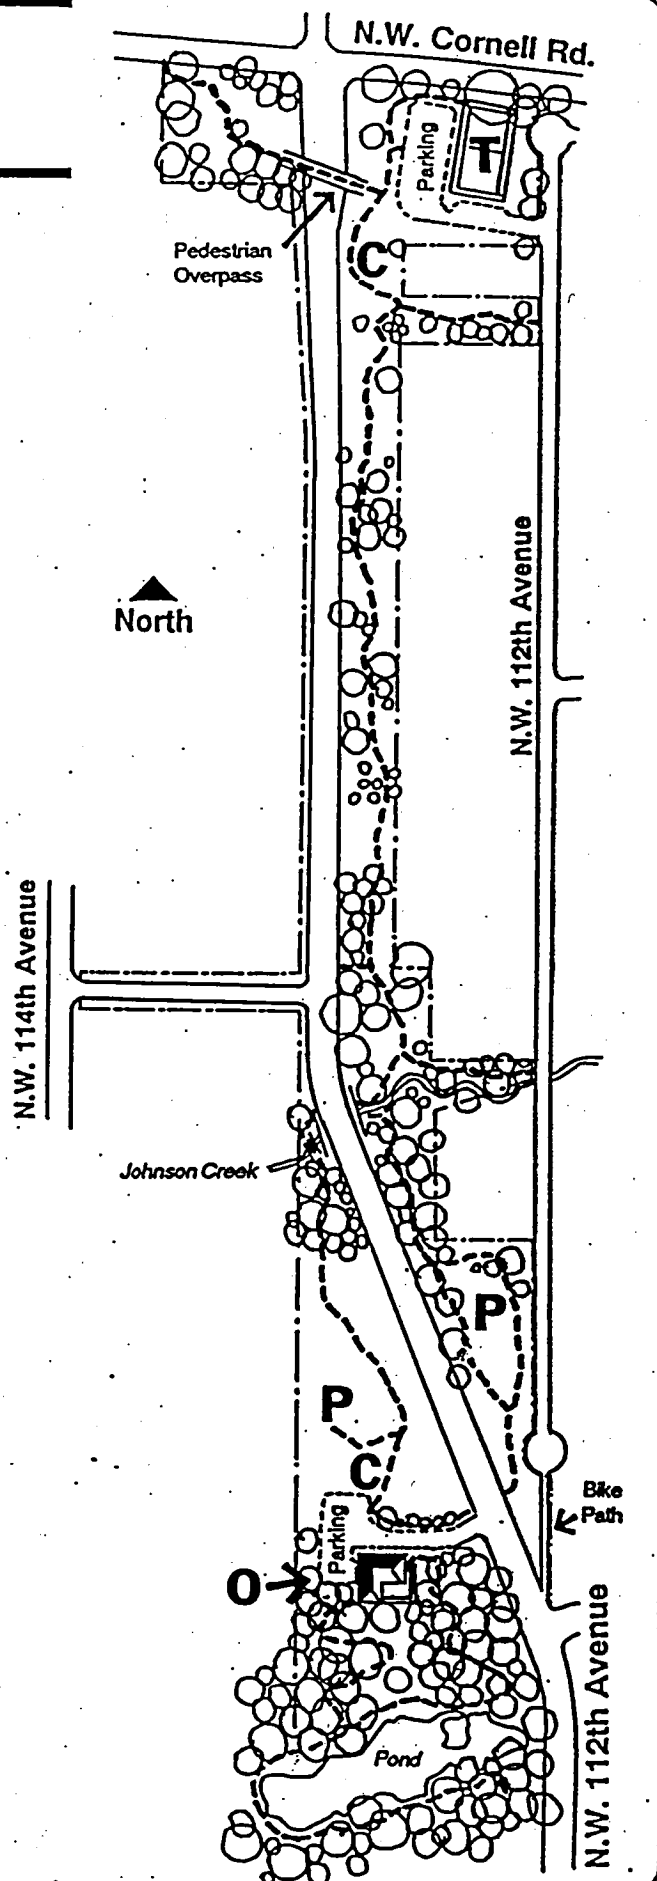 N.W. Cornell Rd.
Parking
T
Pedestrian
Overpass
C
N.W. 112th Avenue
North
N.W. 114th Avenue
Johnson Creek
P
P
C
Bike
Path
Parking
O
N.W. 112th Avenue
Pond